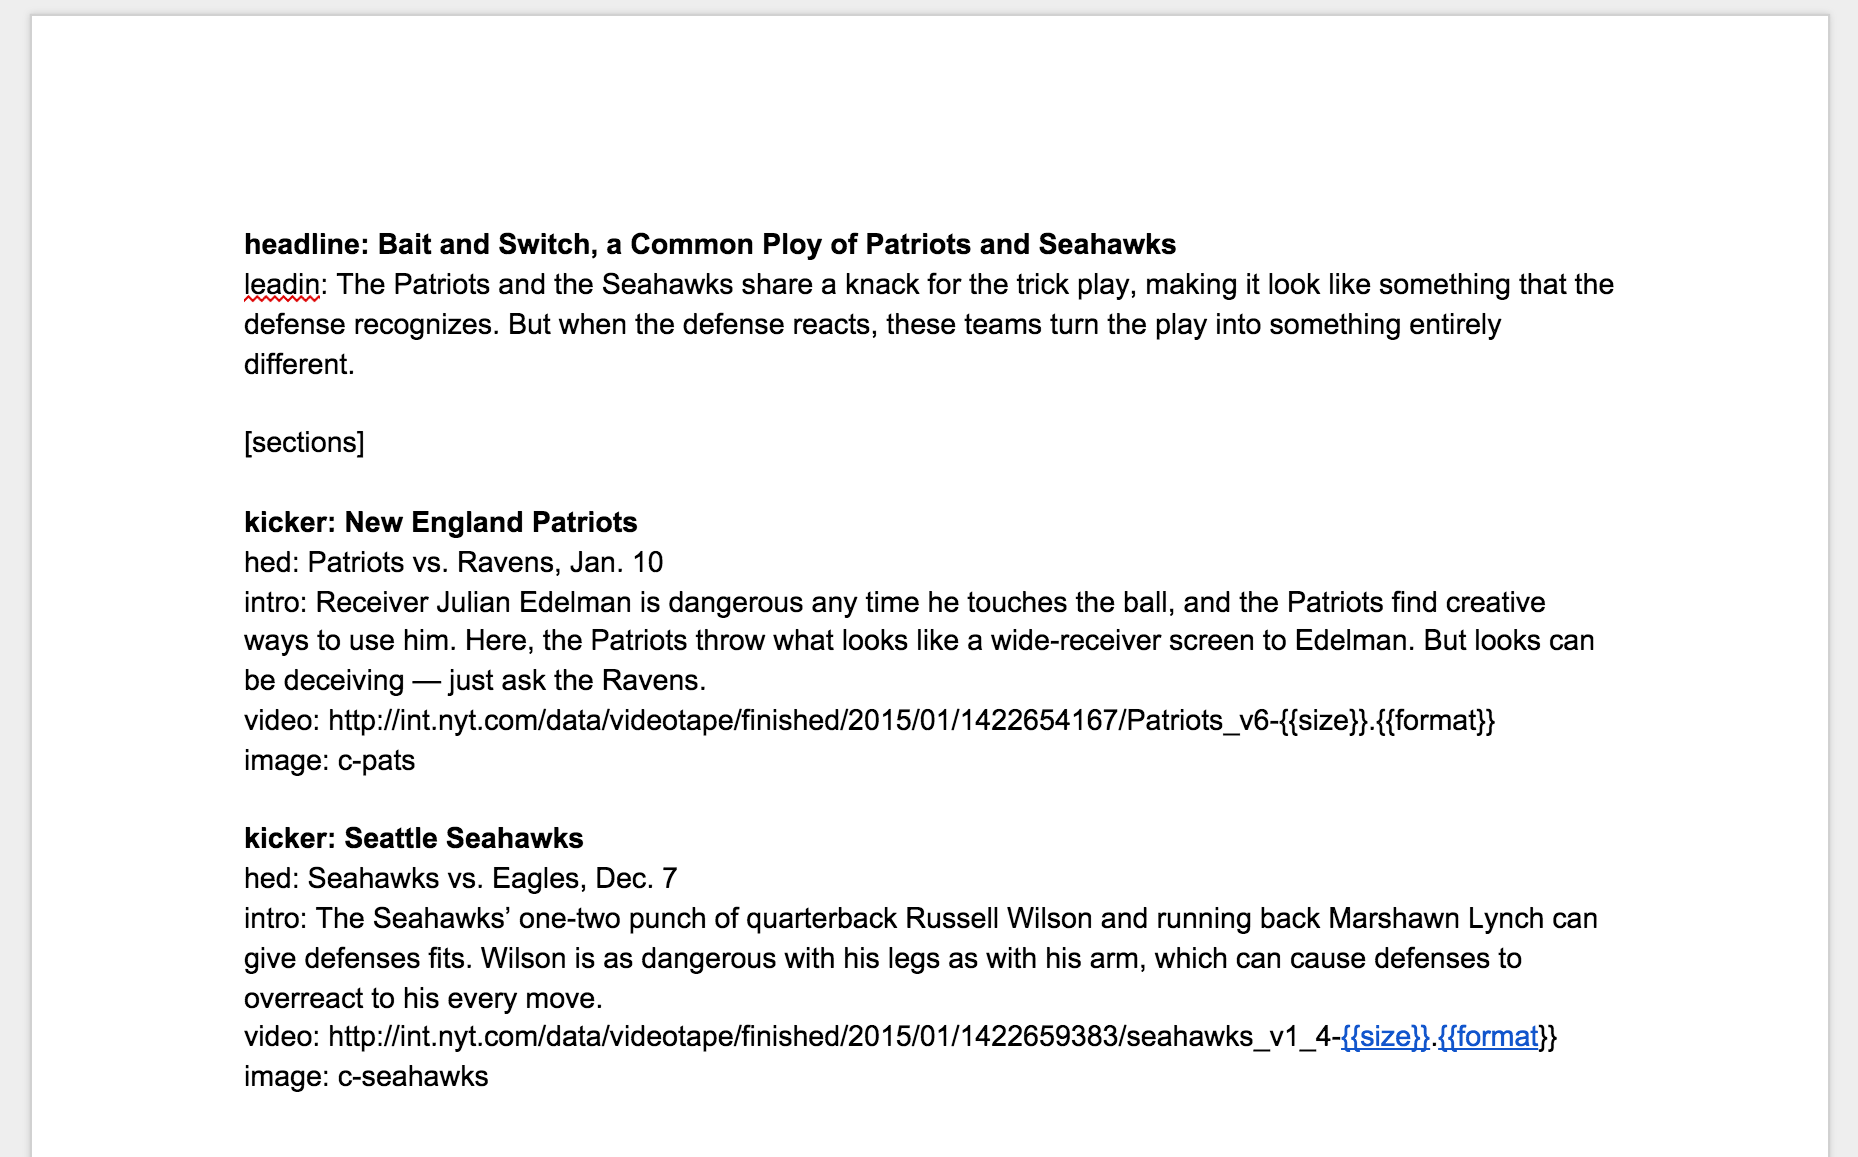 headline: Bait and Switch, a Common Ploy of Patriots and Seahawks
leadin: The Patriots and the Seahawks share a knack for the trick play, making it look like something that the
defense recognizes. But when the defense reacts, these teams turn the play into something entirely
different.
[sections]
kicker: New England Patriots
hed: Patriots vs. Ravens, Jan. 10
intro: Receiver Julian Edelman is dangerous any time he touches the ball, and the Patriots find creative
ways to use him. Here, the Patriots throw what looks like a wide-receiver screen to Edelman. But looks can
be deceiving — just ask the Ravens.
video: http://int.nyt.com/data/videotape/finished/2015/01/1422654167/Patriots_v6-{{size}}.{{format}}
image: c-pats
kicker: Seattle Seahawks
hed: Seahawks vs. Eagles, Dec. 7
intro: The Seahawks’ one-two punch of quarterback Russell Wilson and running back Marshawn Lynch can
give defenses fits. Wilson is as dangerous with his legs as with his arm, which can cause defenses to
overreact to his every move.
video: http://int.nyt.com/data/videotape/finished/2015/01/1422659383/seahawks_v1_4-{{size}}.{{format}}
image: c-seahawks